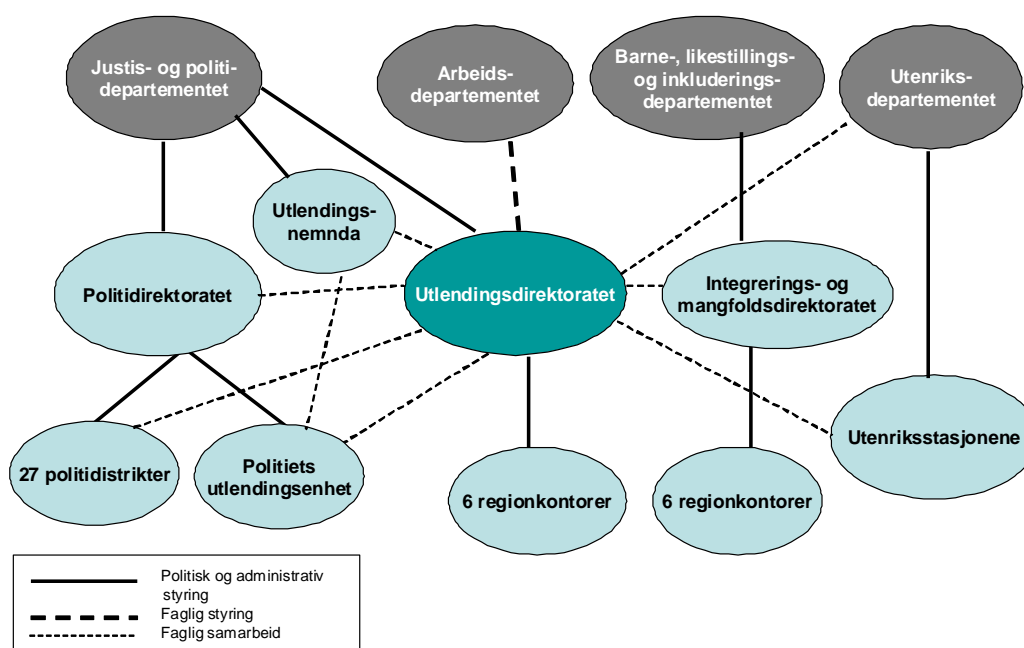 Justis- og politi-
departementet
Arbeids-
departementet
Barne-, likestillings-
og inkluderings-
departementet
Utenriks-
departementet
Utlendings-
nemnda
Politidirektoratet
Utlendingsdirektoratet
Integrerings- og
mangfoldsdirektoratet
27 politidistrikter
Politiets
utlendingsenhet
6 regionkontorer
6 regionkontorer
Utenriksstasjonene
Politisk og administrativ
styring
Faglig styring
Faglig samarbeid